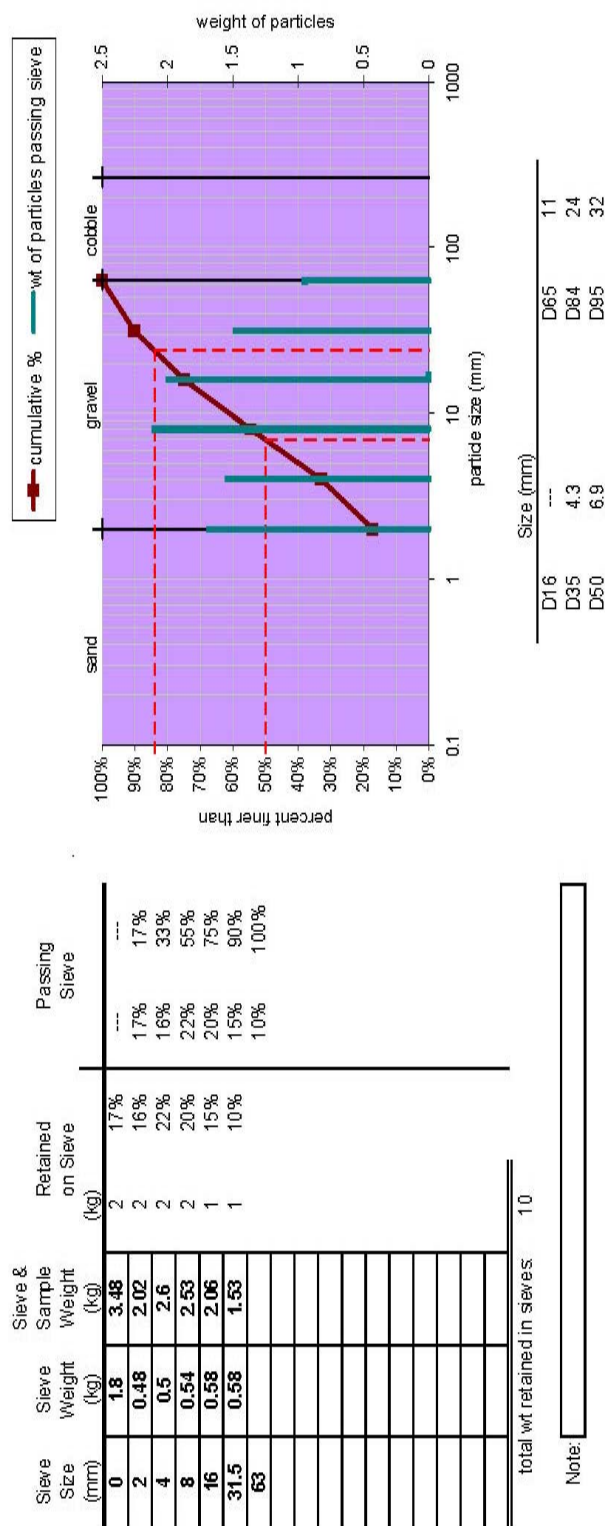 Sieve Size (mm) Sieve Weight (kg) Sieve & Sample Weight (kg) Retained on Sieve (kg) Passing Sieve
0 1.8 3.48 2 17% --- ---
2 0.48 2.02 2 16% 17% 17%
4 0.5 2.6 2 22% 16% 33%
8 0.54 2.53 2 20% 22% 55%
16 0.58 2.06 1 15% 20% 75%
31.5 0.58 1.53 1 10% 15% 90%
63 10% 100%
total wt retained in sieves: 10
Note:
cumulative % wt of particles passing sieve
sand gravel cobble
percent finer than
100%
90%
80%
70%
60%
50%
40%
30%
20%
10%
0%
weight of particles
2.5
2
1.5
1
0.5
0
0.1 1 10 100 1000
particle size (mm)
Size (mm)
D16 --- D65 11
D35 4.3 D84 24
D50 6.9 D95 32